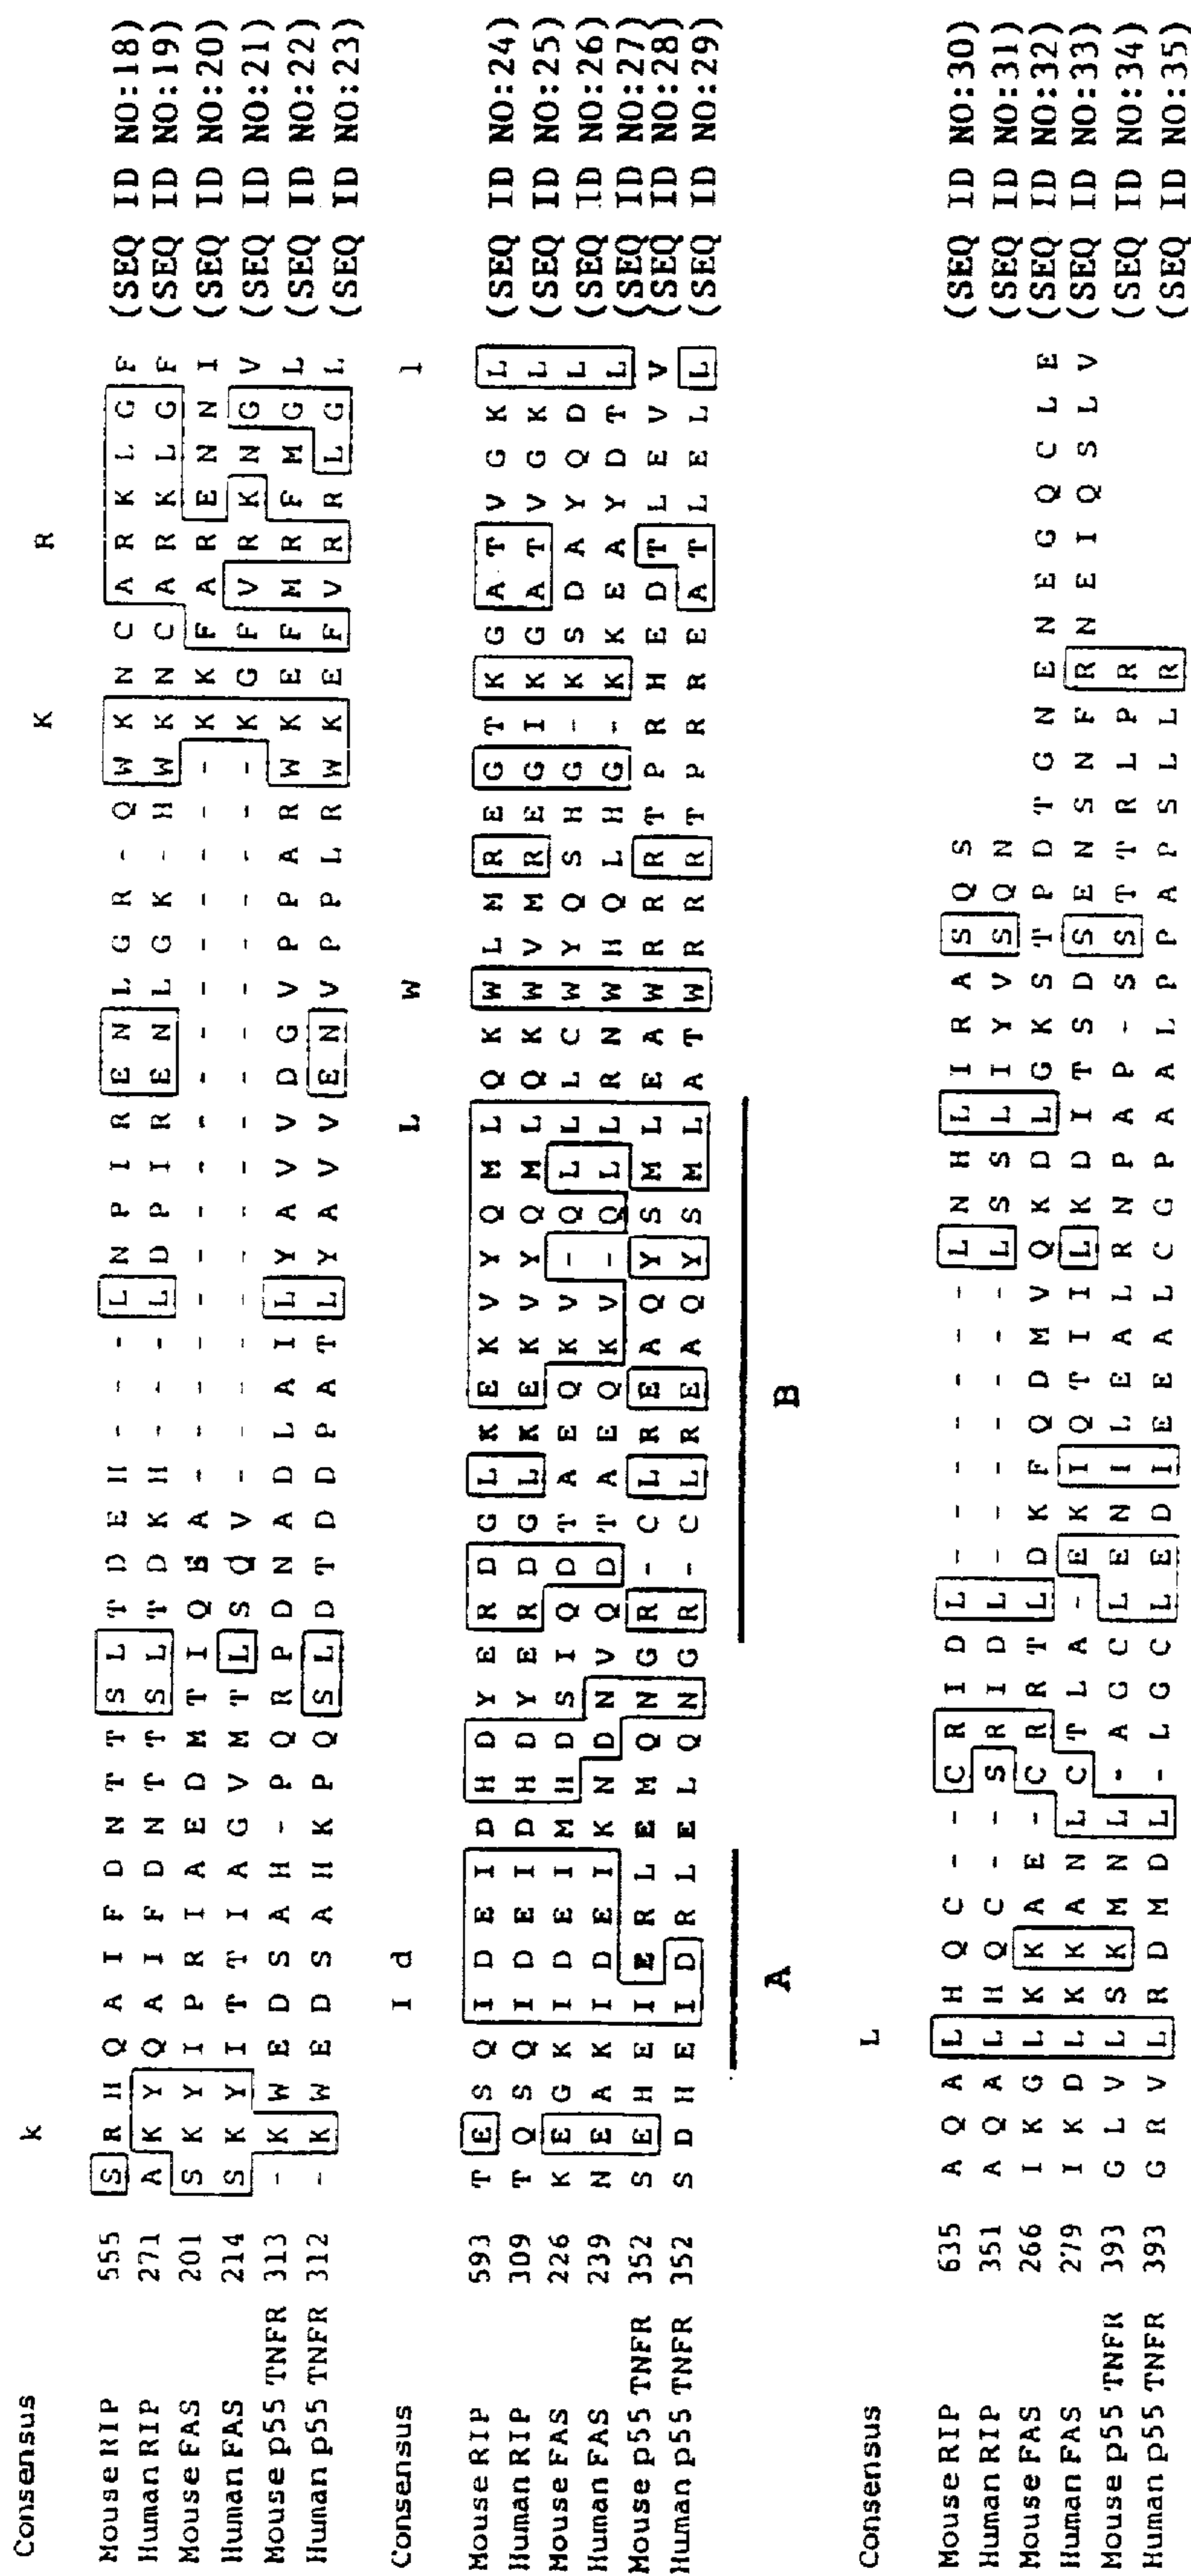 Consensus k K R
Mouse RIP 555 S R H Q A I F D N T T S L T D E H - - - L N P I R E N L G R - Q W K N C A R K L G F (SEQ ID NO:18)
Human RIP 271 A K Y Q A I F D N T T S L T D K H - - - L D P I R E N L G K - H W K N C A R K L G F (SEQ ID NO:19)
Mouse FAS 201 S K Y I P R I A E D M T I Q E A - - - - - - - - - - - - - - - - - K K F A R E N N I (SEQ ID NO:20)
Human FAS 214 S K Y I T T I A G V M T L S Q V - - - - - - - - - - - - - - - - - K G F V R K N G V (SEQ ID NO:21)
Mouse p55 TNFR 313 - K W E D S A H - P Q R P D N A D L A I L Y A V V D G V P P A R W K E F M R F M G L (SEQ ID NO:22)
Human p55 TNFR 312 - K W E D S A H K P Q S L D T D D P A T L Y A V V E N V P P L R W K E F V R R L G L (SEQ ID NO:23)
Consensus I d L W l
Mouse RIP 593 T E S Q I D E I D H D Y E R D G L K E K V Y Q M L Q K W L M R E G T K G A T V G K L (SEQ ID NO:24)
Human RIP 309 T Q S Q I D E I D H D Y E R D G L K E K V Y Q M L Q K W V M R E G I K G A T V G K L (SEQ ID NO:25)
Mouse FAS 226 K E G K I D E I M H D S I Q D T A E Q K V - Q L L L C W Y Q S H G - K S D A Y Q D L (SEQ ID NO:26)
Human FAS 239 N E A K I D E I K N D N V Q D T A E Q K V - Q L L R N W H Q L H G - K K E A Y D T L (SEQ ID NO:27)
Mouse p55 TNFR 352 S E H E I E R L E M Q N G R - C L R E A Q Y S M L E A W R R R T P R H E D T L E V V (SEQ ID NO:28)
Human p55 TNFR 352 S D H E I D R L E L Q N G R - C L R E A Q Y S M L A T W R R R T P R R E A T L E L L (SEQ ID NO:29)
A B
Consensus L
Mouse RIP 635 A Q A L H Q C - - C R I D L - - - - - - - L N H L I R A S Q S (SEQ ID NO:30)
Human RIP 351 A Q A L H Q C - - S R I D L - - - - - - - L S S L I Y V S Q N (SEQ ID NO:31)
Mouse FAS 266 I K G L K K A E - C R R T L D K F Q D M V Q K D L G K S T P D T G N E N E G Q C L E (SEQ ID NO:32)
Human FAS 279 I K D L K K A N L C T L A - E K I Q T I I L K D I T S D S E N S N F R N E I Q S L V (SEQ ID NO:33)
Mouse p55 TNFR 393 G L V L S K M N L - A G C L E N I L E A L R N P A P - S S T T R L P R (SEQ ID NO:34)
Human p55 TNFR 393 G R V L R D M D L - L G C L E D I E E A L C G P A A L P P A P S L L R (SEQ ID NO:35)